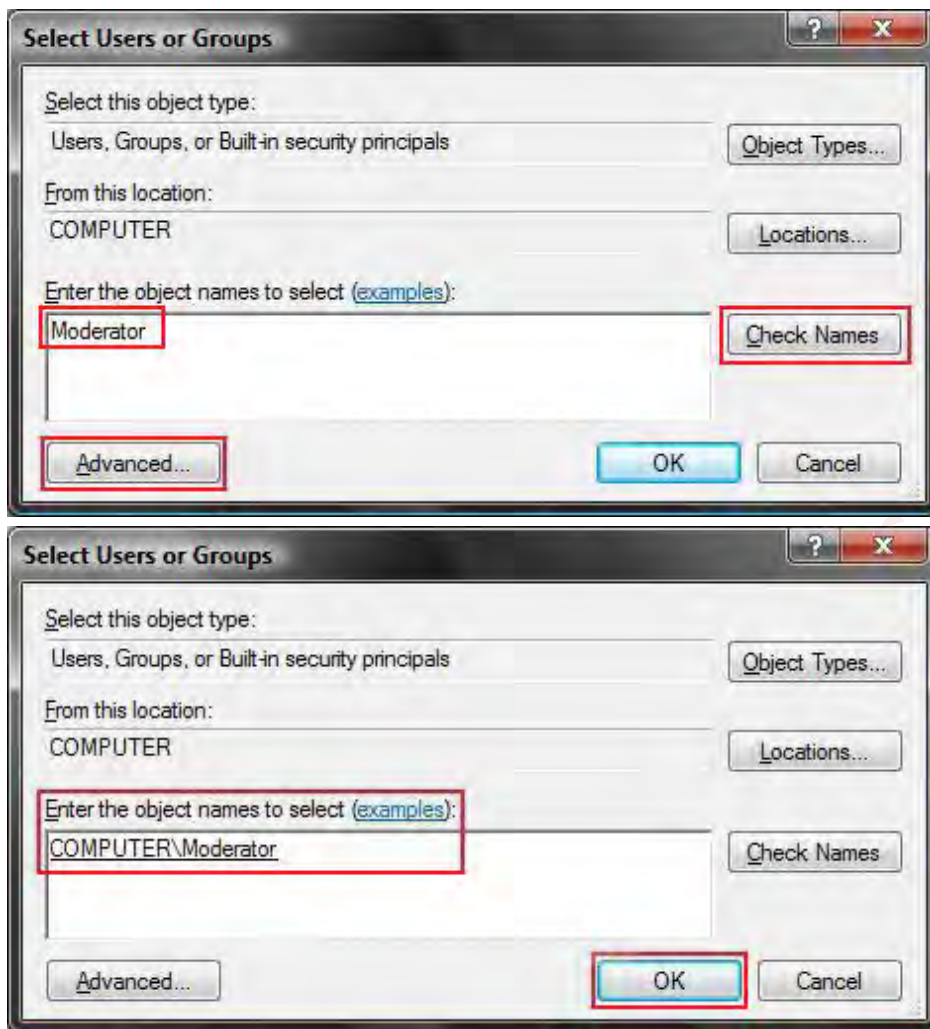 Select Users or Groups
?
X
Select this object type:
Users, Groups, or Built-in security principals
Object Types...
From this location:
COMPUTER
Locations...
Enter the object names to select (examples):
Moderator
Check Names
Advanced...
OK
Cancel
Select Users or Groups
?
X
Select this object type:
Users, Groups, or Built-in security principals
Object Types...
From this location:
COMPUTER
Locations...
Enter the object names to select (examples):
COMPUTER\Moderator
Check Names
Advanced...
OK
Cancel